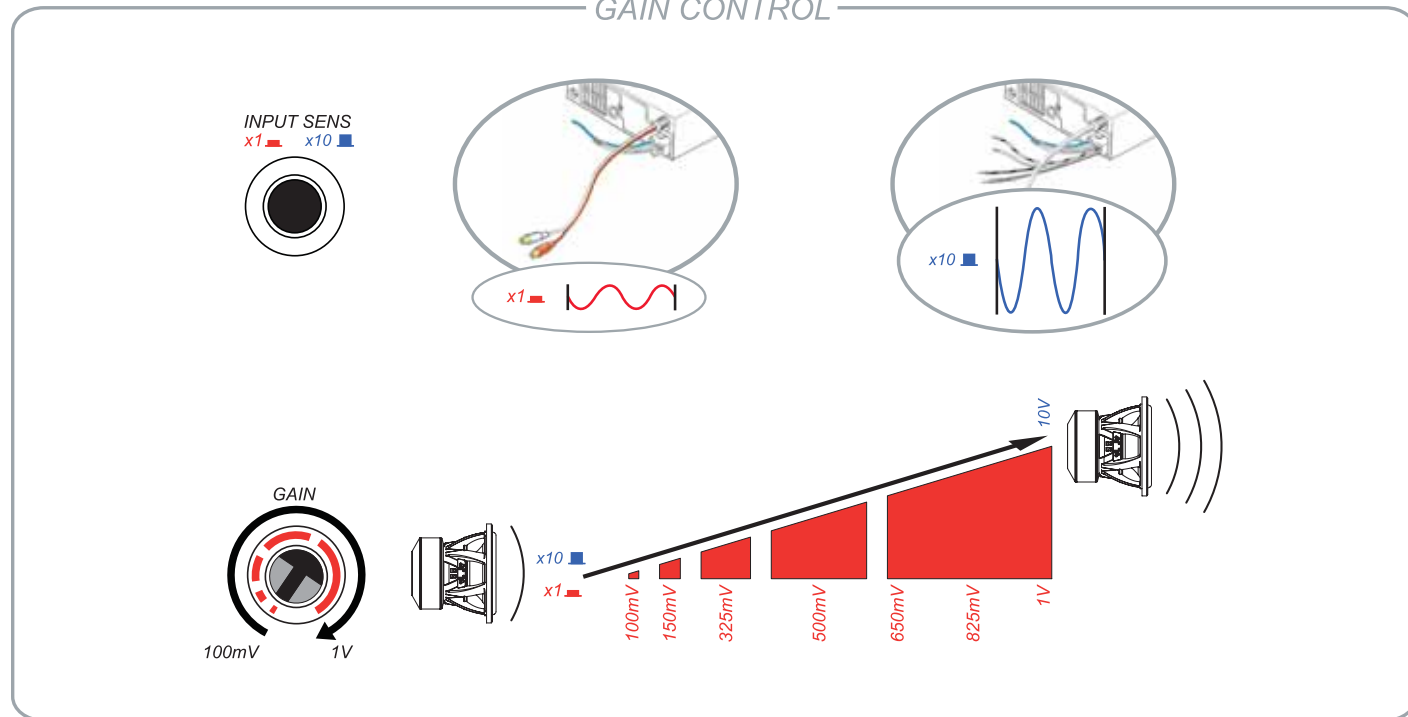 GAIN CONTROL
INPUT SENS
x1 x10
x1
x10
10V
GAIN
x10
x1
100mV
150mV
325mV
500mV
650mV
825mV
1V
100mV 1V